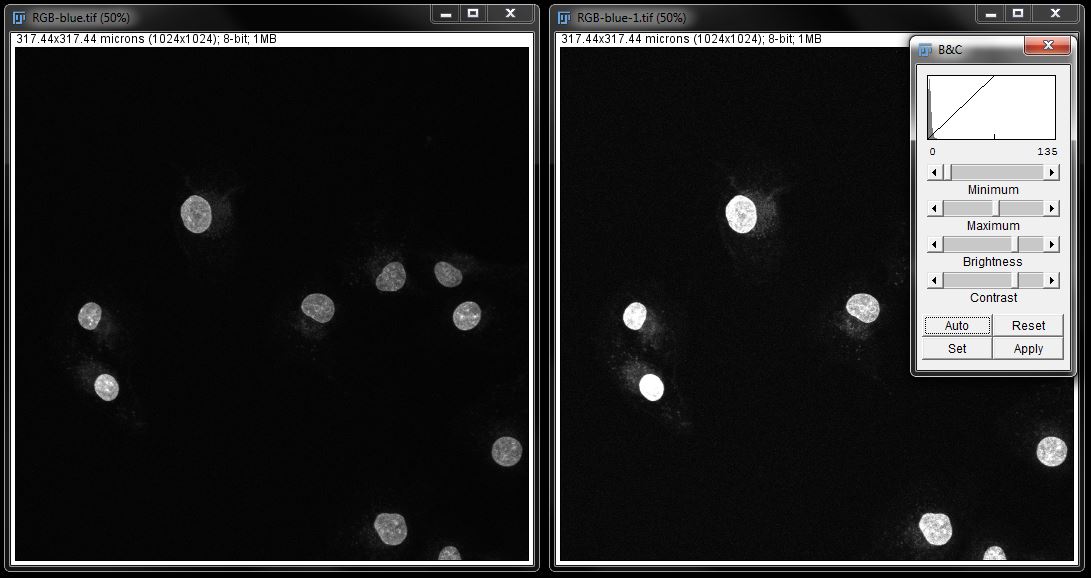 RGB-blue.tif (50%)
317.44x317.44 microns (1024x1024); 8-bit; 1MB
RGB-blue-1.tif (50%)
317.44x317.44 microns (1024x1024); 8-bit; 1MB
B&C
0 135
Minimum
Maximum
Brightness
Contrast
Auto Reset
Set Apply